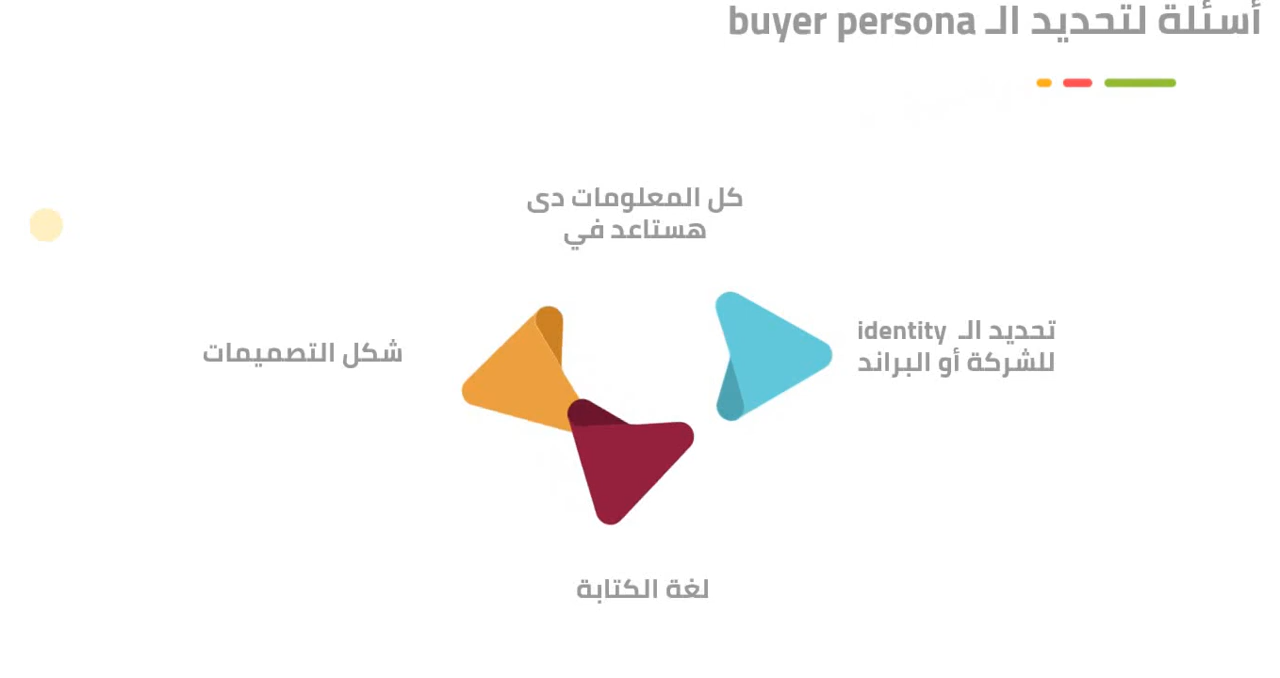 أسئلة لتحديد الـ buyer persona
كل المعلومات دى
هستاعد في
تحديد الـ identity
للشركة أو البراند
شكل التصميمات
لغة الكتابة